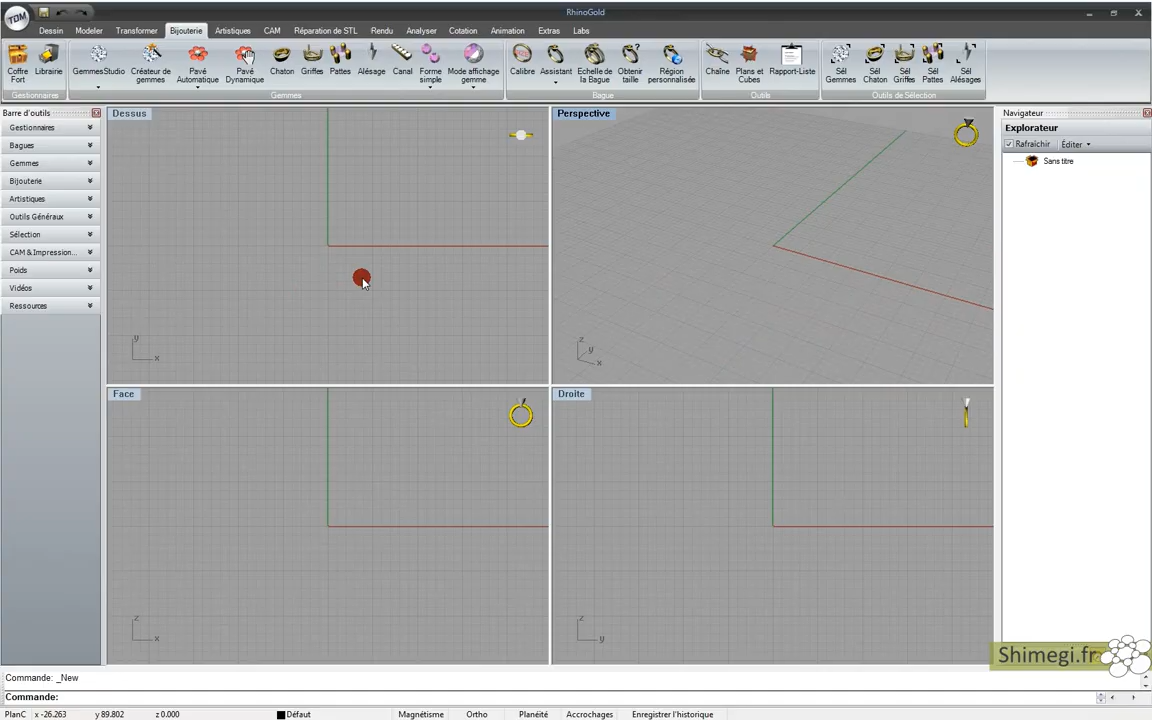 RhinoGold
TDM
Dessin Modeler Transformer Bijouterie Artistiques CAM Réparation de STL Rendu Analyser Cotation Animation Extras Labs
Coffre Fort Librairie GemmesStudio Créateur de gemmes Pavé Automatique Pavé Dynamique Chaton Griffes Pattes Alésage Canal Forme simple Mode affichage gemme Calibre Assistant Echelle de la Bague Obtenir taille Région personnalisée Chaîne Plans et Cubes Rapport-Liste Sél Gemmes Sél Chaton Sél Griffes Sél Pattes Sél Alésages
Gestionnaires Gemmes Bague Outils Outils de Sélection
Barre d'outils
Gestionnaires
Bagues
Gemmes
Bijouterie
Artistiques
Outils Généraux
Sélection
CAM & Impression...
Poids
Vidéos
Ressources
Dessus
y
x
Perspective
z
y
x
Face
z
x
Droite
z
y
Navigateur
Explorateur
Rafraichir Éditer
Sans titre
Shimegi.fr
Commande: _New
Commande:
PlanC x -26.263 y 89.802 z 0.000 Défaut Magnétisme Ortho Planéité Accrochages Enregistrer l'historique